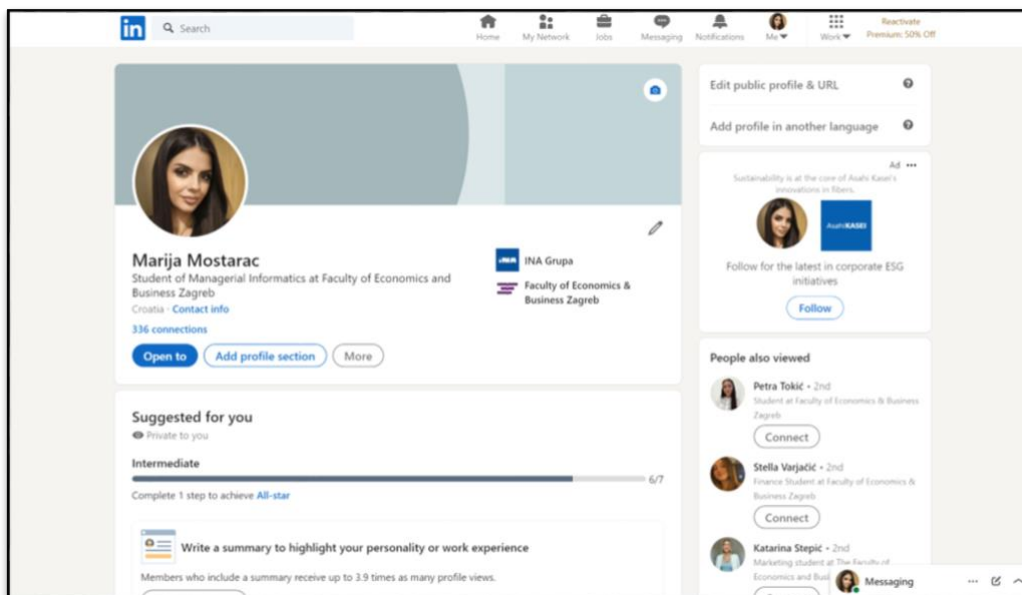 in
Search
Home
My Network
Jobs
Messaging
Notifications
Me
Work
Reactivate
Premium: 50% Off
Marija Mostarac
Student of Managerial Informatics at Faculty of Economics and
Business Zagreb
Croatia · Contact info
336 connections
Open to
Add profile section
More
INA Grupa
Faculty of Economics &
Business Zagreb
Suggested for you
Private to you
Intermediate
6/7
Complete 1 step to achieve All-star
Write a summary to highlight your personality or work experience
Members who include a summary receive up to 3.9 times as many profile views.
Edit public profile & URL
Add profile in another language
Ad
Sustainability is at the core of Asahi Kasei's
innovations in fibers.
AsahiKASEI
Follow for the latest in corporate ESG
initiatives
Follow
People also viewed
Petra Tokić • 2nd
Student at Faculty of Economics & Business
Zagreb
Connect
Stella Varjačić • 2nd
Finance Student at Faculty of Economics &
Business Zagreb
Connect
Katarina Stepić • 2nd
Marketing student at The Faculty of
Economics and
Messaging